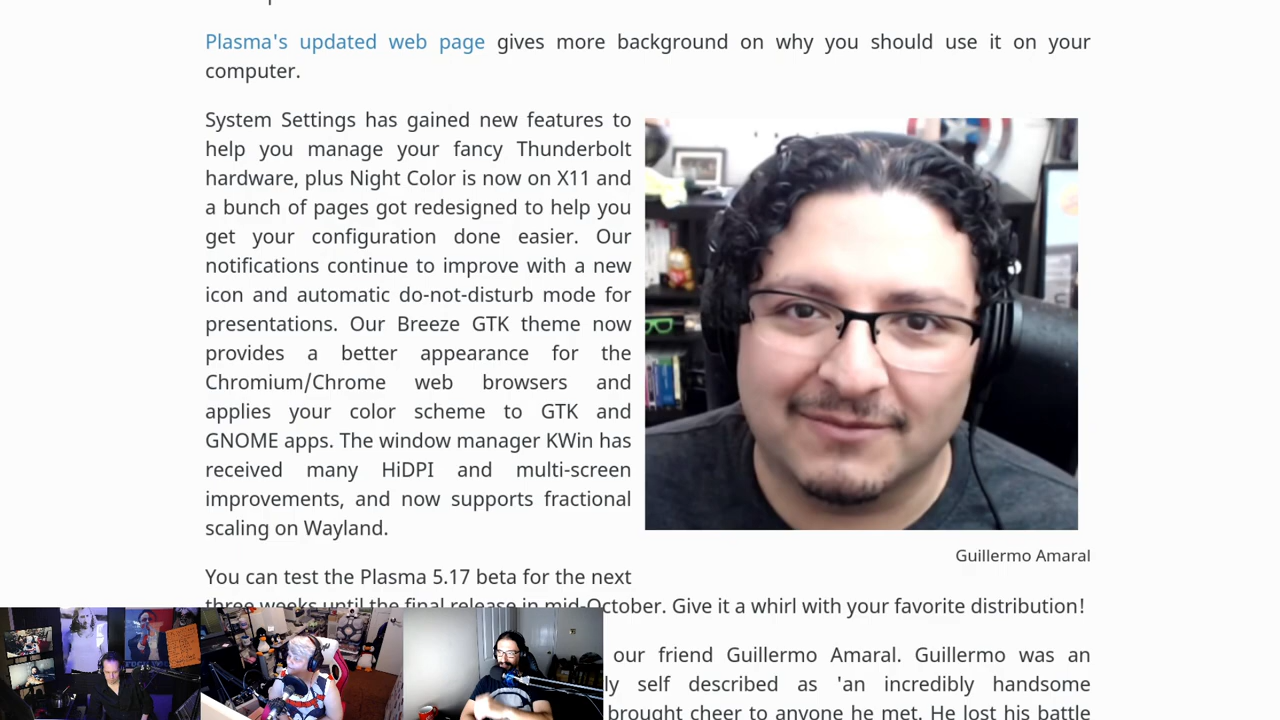 Plasma's updated web page gives more background on why you should use it on your
computer.
System Settings has gained new features to
help you manage your fancy Thunderbolt
hardware, plus Night Color is now on X11 and
a bunch of pages got redesigned to help you
get your configuration done easier. Our
notifications continue to improve with a new
icon and automatic do-not-disturb mode for
presentations. Our Breeze GTK theme now
provides a better appearance for the
Chromium/Chrome web browsers and
applies your color scheme to GTK and
GNOME apps. The window manager KWin has
received many HiDPI and multi-screen
improvements, and now supports fractional
scaling on Wayland.
Guillermo Amaral
You can test the Plasma 5.17 beta for the next
three weeks until the final release in mid-October. Give it a whirl with your favorite distribution!
our friend Guillermo Amaral. Guillermo was an
ly self described as 'an incredibly handsome
brought cheer to anyone he met. He lost his battle